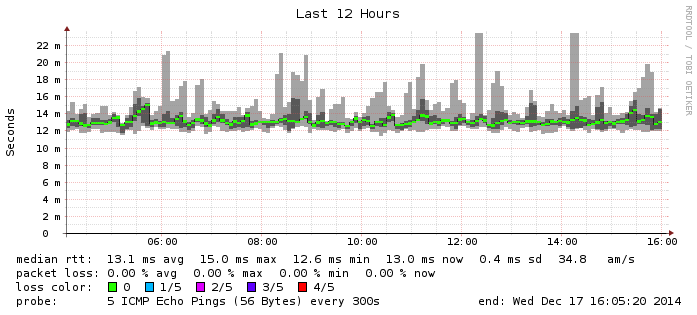 Last 12 Hours
RRDTOOL / TOBI OETIKER
Seconds
22 m
20 m
18 m
16 m
14 m
12 m
10 m
8 m
6 m
4 m
2 m
0
06:00 08:00 10:00 12:00 14:00 16:00
median rtt: 13.1 ms avg 15.0 ms max 12.6 ms min 13.0 ms now 0.4 ms sd 34.8 am/s
packet loss: 0.00 % avg 0.00 % max 0.00 % min 0.00 % now
loss color: 0 1/5 2/5 3/5 4/5
probe: 5 ICMP Echo Pings (56 Bytes) every 300s end: Wed Dec 17 16:05:20 2014